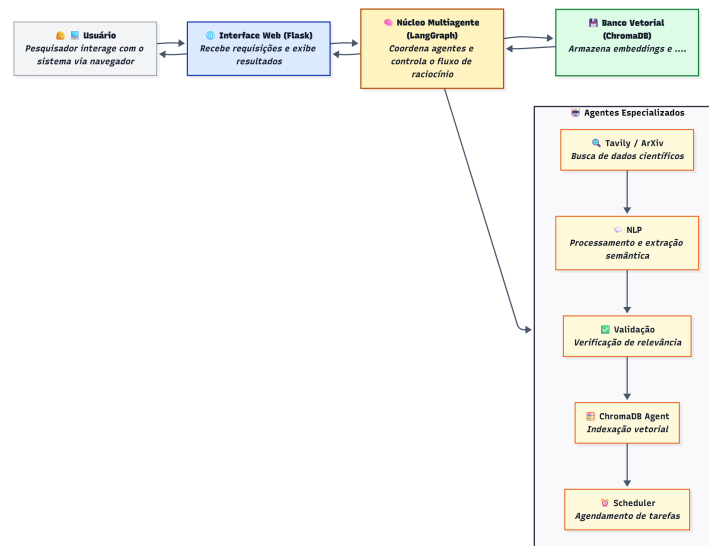 Usuário
Pesquisador interage com o
sistema via navegador
Interface Web (Flask)
Recebe requisições e exibe
resultados
Núcleo Multiagente
(LangGraph)
Coordena agentes e
controla o fluxo de
raciocínio
Banco Vetorial
(ChromaDB)
Armazena embeddings e ....
Agentes Especializados
Tavily / ArXiv
Busca de dados científicos
NLP
Processamento e extração
semântica
Validação
Verificação de relevância
ChromaDB Agent
Indexação vetorial
Scheduler
Agendamento de tarefas